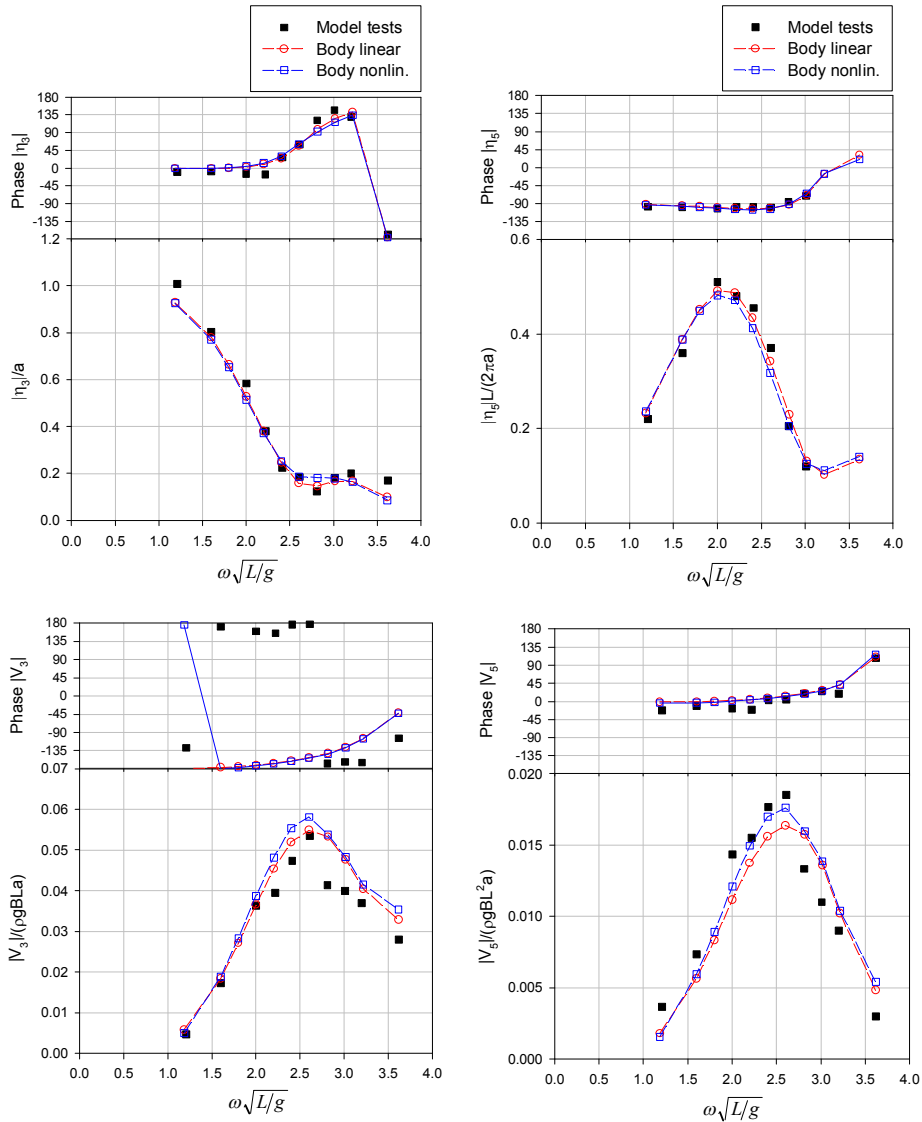 Model tests
Body linear
Body nonlin.
Phase |η₃|
180
135
90
45
0
-45
-90
-135
1.2
|η₃|/a
1.0
0.8
0.6
0.4
0.2
0.0
0.0 0.5 1.0 1.5 2.0 2.5 3.0 3.5 4.0
ω√L/g
Model tests
Body linear
Body nonlin.
Phase |η₅|
180
135
90
45
0
-45
-90
-135
0.6
|η₅|L/(2πa)
0.4
0.2
0.0
0.0 0.5 1.0 1.5 2.0 2.5 3.0 3.5 4.0
ω√L/g
Phase |V₃|
180
135
90
45
0
-45
-90
-135
0.07
|V₃|/(ρgBLa)
0.06
0.05
0.04
0.03
0.02
0.01
0.00
0.0 0.5 1.0 1.5 2.0 2.5 3.0 3.5 4.0
ω√L/g
Phase |V₅|
180
135
90
45
0
-45
-90
-135
0.020
|V₅|/(ρgBL²a)
0.015
0.010
0.005
0.000
0.0 0.5 1.0 1.5 2.0 2.5 3.0 3.5 4.0
ω√L/g